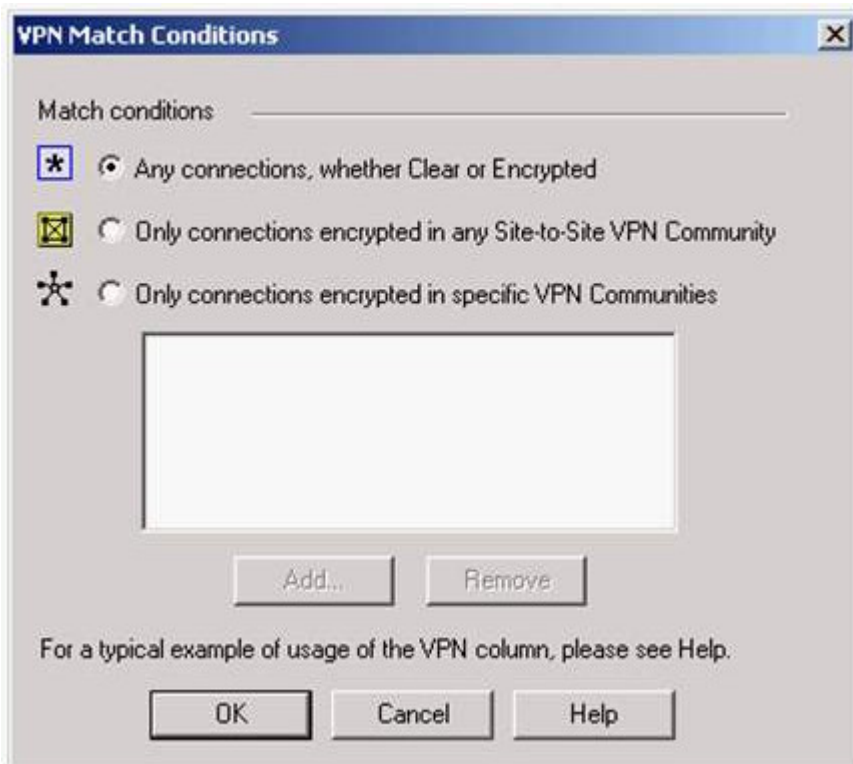 VPN Match Conditions
Match conditions
Any connections, whether Clear or Encrypted
Only connections encrypted in any Site-to-Site VPN Community
Only connections encrypted in specific VPN Communities
Add... Remove
For a typical example of usage of the VPN column, please see Help.
OK Cancel Help